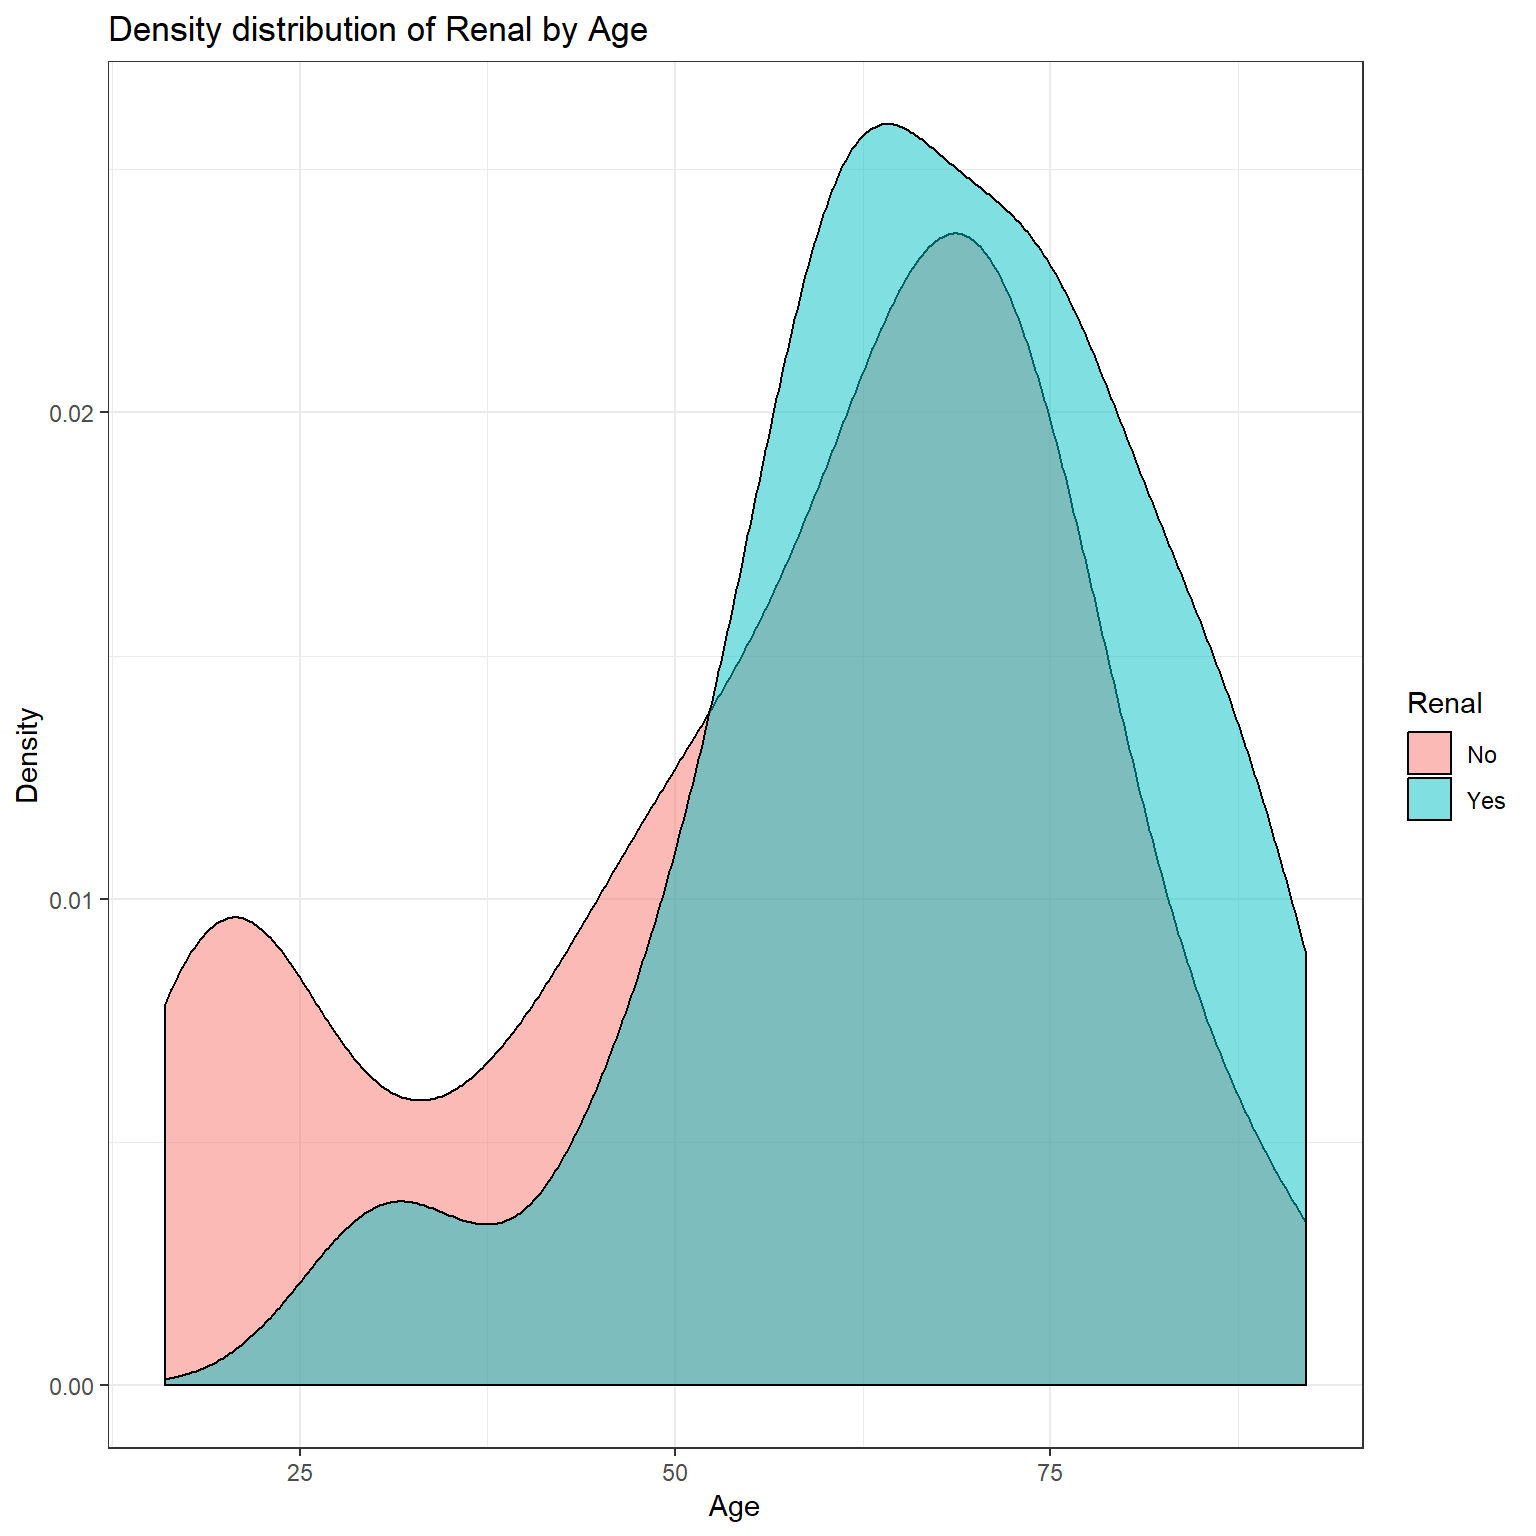 Density distribution of Renal by Age
0.02
0.01
0.00
Density
25 50 75
Age
Renal
No
Yes